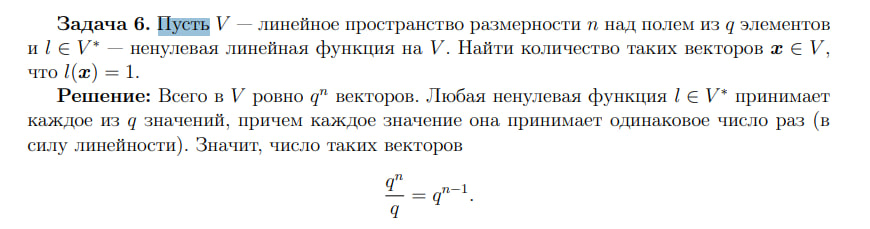 Задача 6. Пусть V — линейное пространство размерности n над полем из q элементов
и l ∈ V* — ненулевая линейная функция на V. Найти количество таких векторов x ∈ V,
что l(x) = 1.
Решение: Всего в V ровно qⁿ векторов. Любая ненулевая функция l ∈ V* принимает
каждое из q значений, причем каждое значение она принимает одинаковое число раз (в
силу линейности). Значит, число таких векторов
qⁿ/q = qⁿ⁻¹.